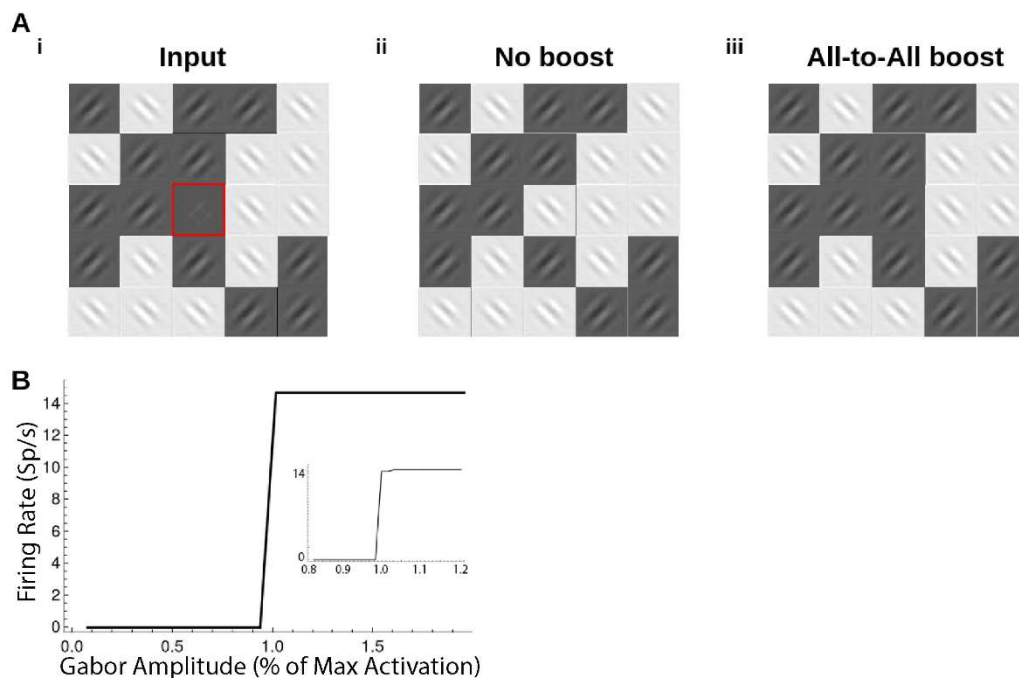 A
i Input ii No boost iii All-to-All boost
B
Firing Rate (Sp/s)
14
12
10
8
6
4
2
0
0.0 0.5 1.0 1.5
Gabor Amplitude (% of Max Activation)
14
0
0.8 0.9 1.0 1.1 1.2